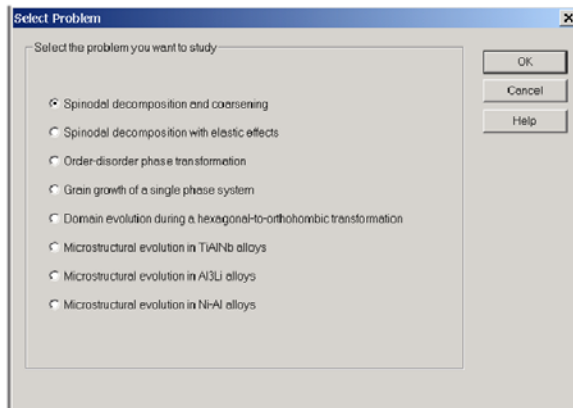 Select Problem
Select the problem you want to study
OK
Cancel
Help
Spinodal decomposition and coarsening
Spinodal decomposition with elastic effects
Order-disorder phase transformation
Grain growth of a single phase system
Domain evolution during a hexagonal-to-orthohombic transformation
Microstructural evolution in TiAlNb alloys
Microstructural evolution in Al3Li alloys
Microstructural evolution in Ni-Al alloys